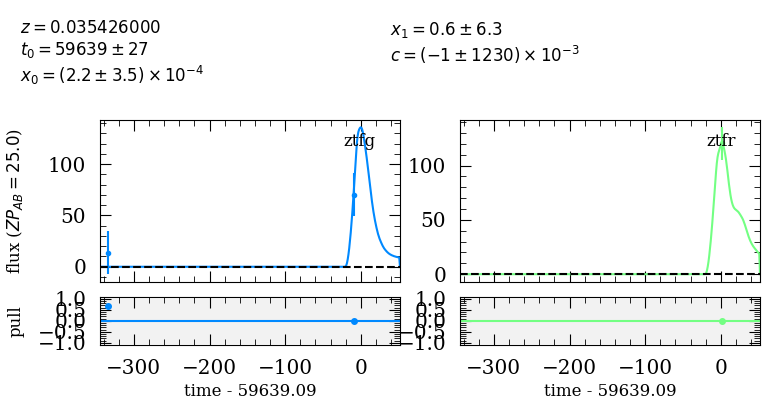 z = 0.035426000
t₀ = 59639 ± 27
x₀ = (2.2 ± 3.5) × 10⁻⁴
x₁ = 0.6 ± 6.3
c = (−1 ± 1230) × 10⁻³
ztfg
ztfr
flux (ZP_AB = 25.0)
100
50
0
100
50
0
pull
1.0
0.5
0.0
−0.5
−1.0
1.0
0.5
0.0
−0.5
−1.0
−300 −200 −100 0
−300 −200 −100 0
time - 59639.09
time - 59639.09